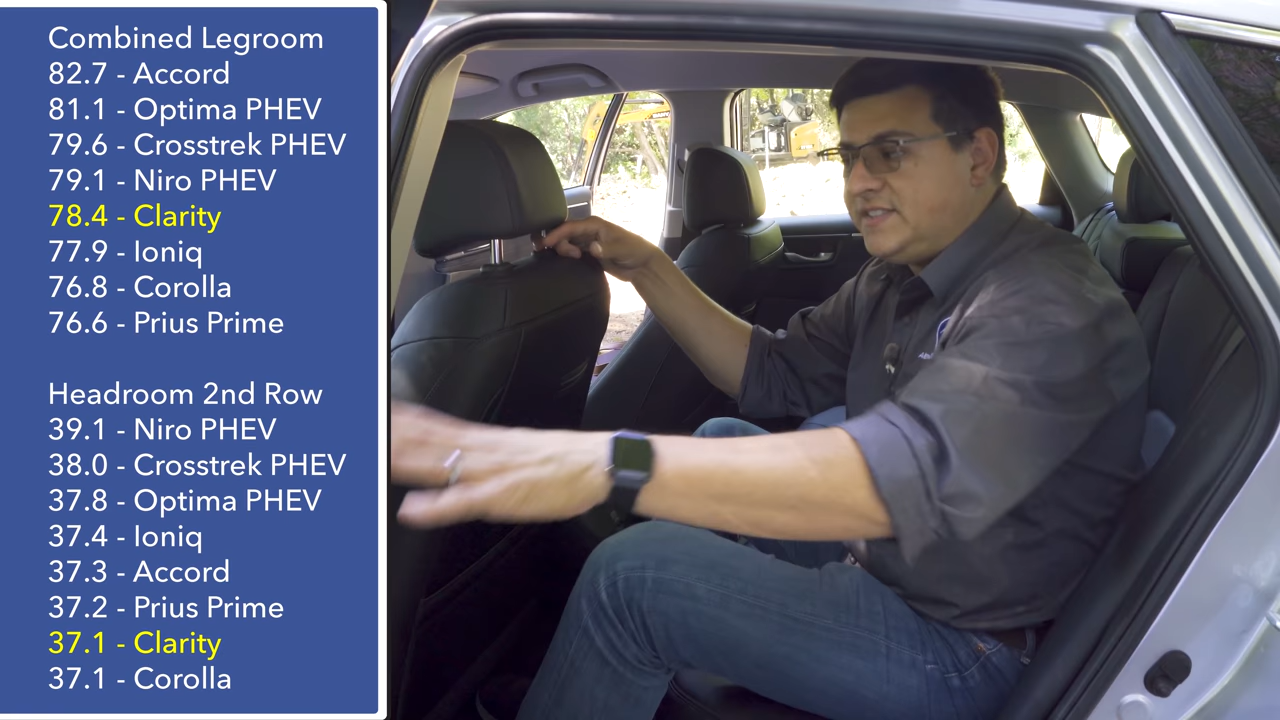 Combined Legroom
82.7 - Accord
81.1 - Optima PHEV
79.6 - Crosstrek PHEV
79.1 - Niro PHEV
78.4 - Clarity
77.9 - Ioniq
76.8 - Corolla
76.6 - Prius Prime
Headroom 2nd Row
39.1 - Niro PHEV
38.0 - Crosstrek PHEV
37.8 - Optima PHEV
37.4 - Ioniq
37.3 - Accord
37.2 - Prius Prime
37.1 - Clarity
37.1 - Corolla